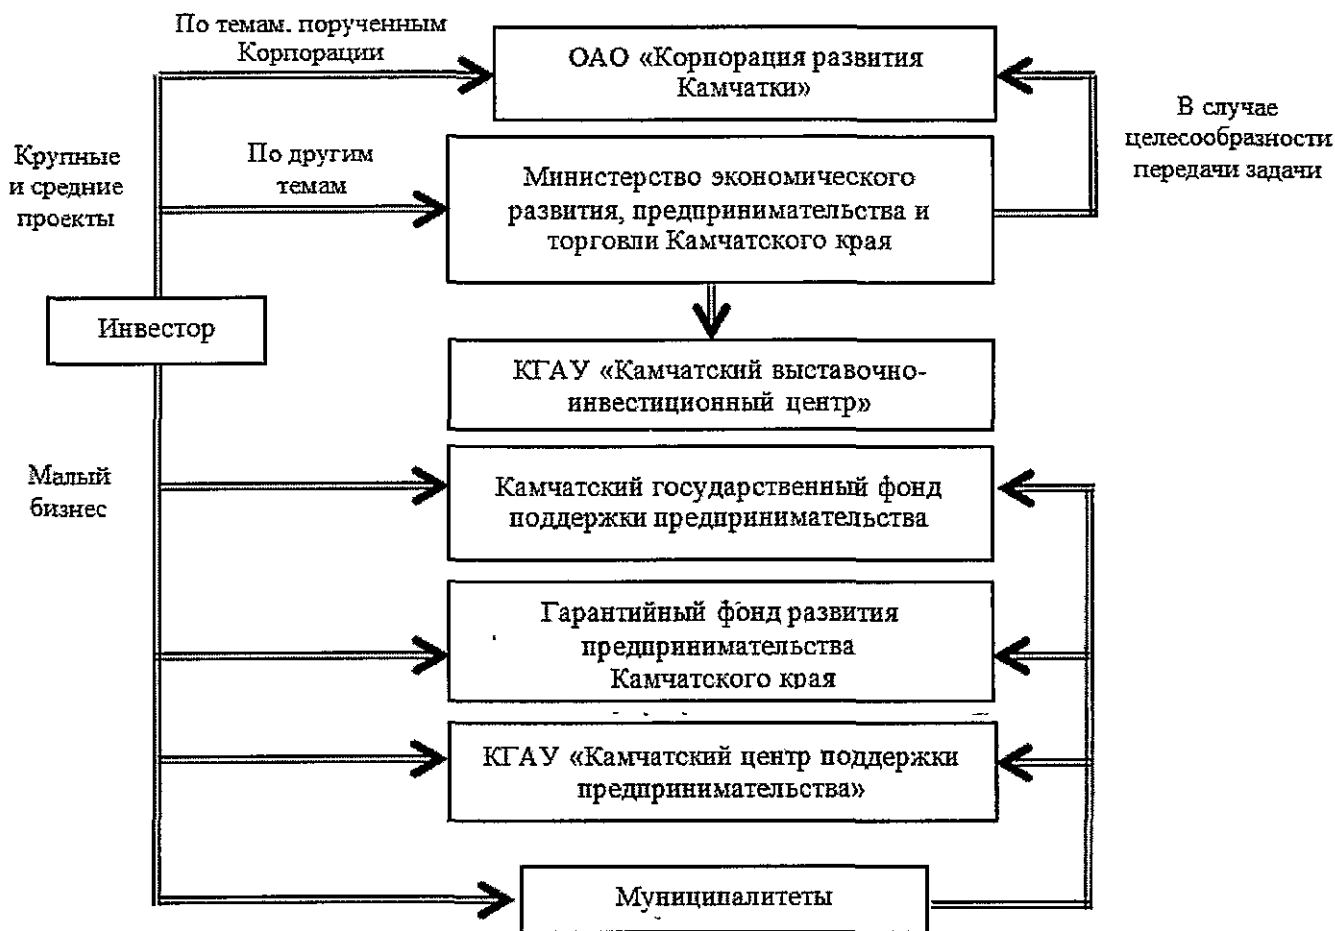 По темам. порученным
Корпорации
ОАО «Корпорация развития
Камчатки»
В случае
целесообразности
передачи задачи
Крупные
и средние
проекты
По другим
темам
Министерство экономического
развития, предпринимательства и
торговли Камчатского края
Инвестор
КГАУ «Камчатский выставочно-
инвестиционный центр»
Малый
бизнес
Камчатский государственный фонд
поддержки предпринимательства
Гарантийный фонд развития
предпринимательства
Камчатского края
КГАУ «Камчатский центр поддержки
предпринимательства»
Муниципалитеты